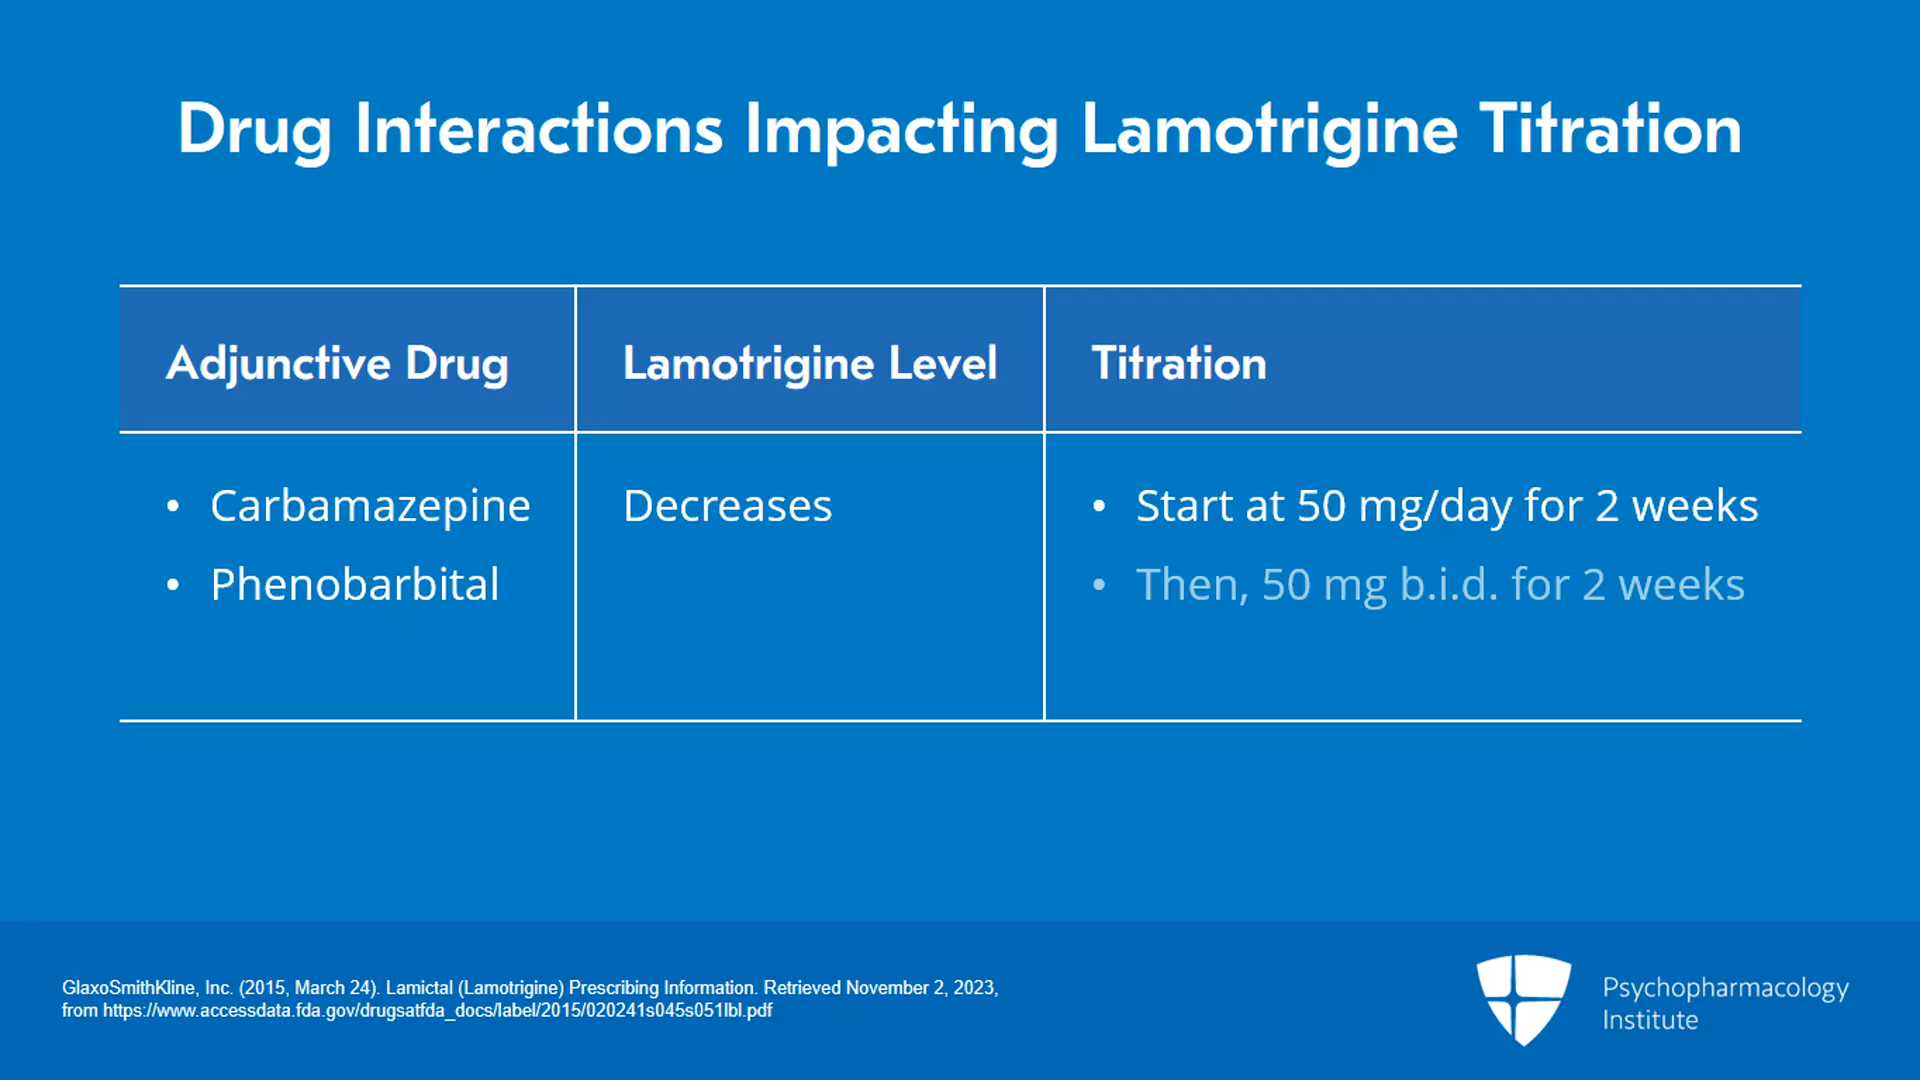 Drug Interactions Impacting Lamotrigine Titration
Adjunctive Drug
Lamotrigine Level
Titration
• Carbamazepine
• Phenobarbital
Decreases
• Start at 50 mg/day for 2 weeks
• Then, 50 mg b.i.d. for 2 weeks
GlaxoSmithKline, Inc. (2015, March 24). Lamictal (Lamotrigine) Prescribing Information. Retrieved November 2, 2023,
from https://www.accessdata.fda.gov/drugsatfda_docs/label/2015/020241s045s051lbl.pdf
Psychopharmacology
Institute